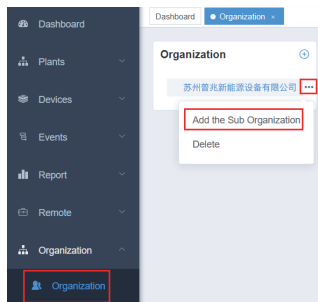 Dashboard
Plants
Devices
Events
Report
Remote
Organization
Organization
Dashboard
Organization ×
Organization
苏州普兆新能源设备有限公司 ...
Add the Sub Organization
Delete